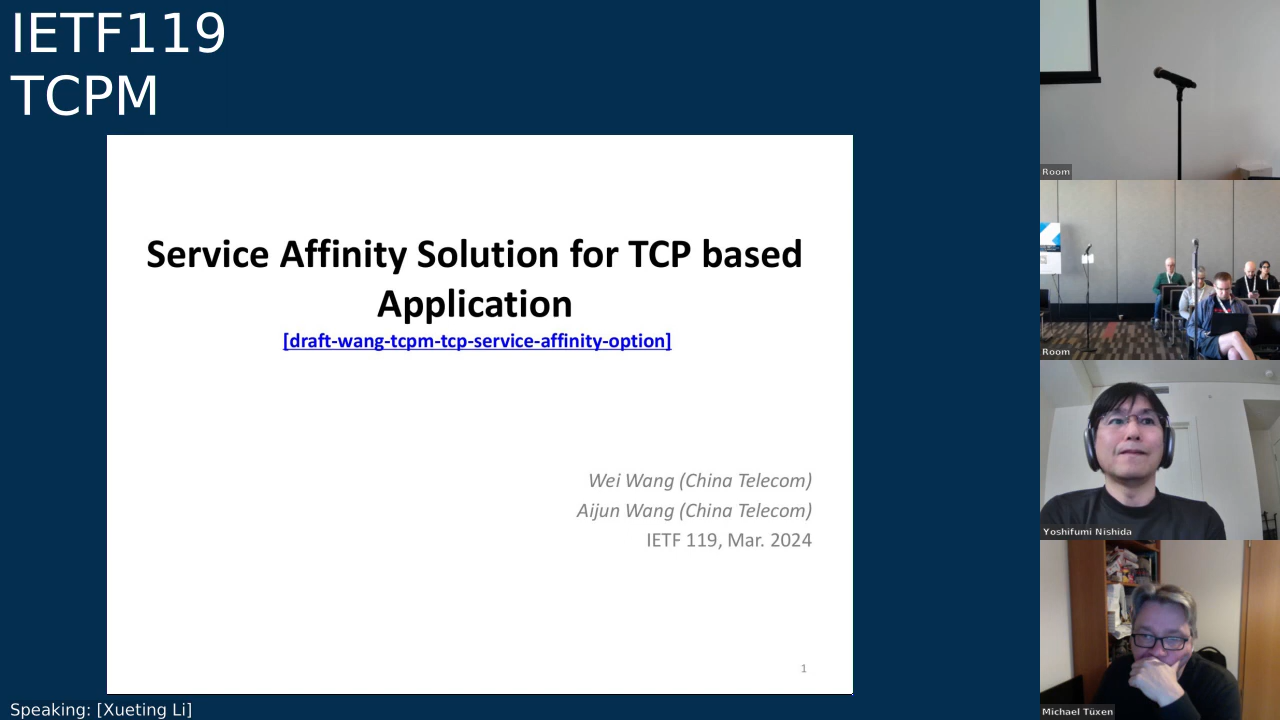 IETF119
TCPM
Service Affinity Solution for TCP based
Application
[draft-wang-tcpm-tcp-service-affinity-option]
Wei Wang (China Telecom)
Aijun Wang (China Telecom)
IETF 119, Mar. 2024
1
Speaking: [Xueting Li]
Room
Room
Yoshifumi Nishida
Michael Tüxen